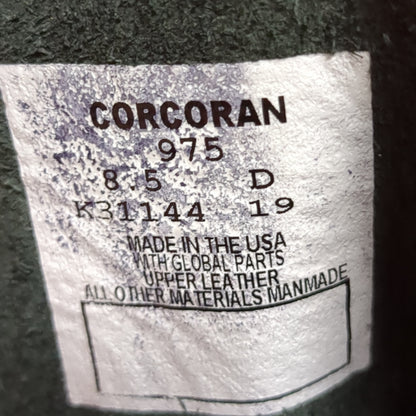 CORCORAN
975
8.5 D
K31144 19
MADE IN THE USA
WITH GLOBAL PARTS
UPPER LEATHER
ALL OTHER MATERIALS MANMADE